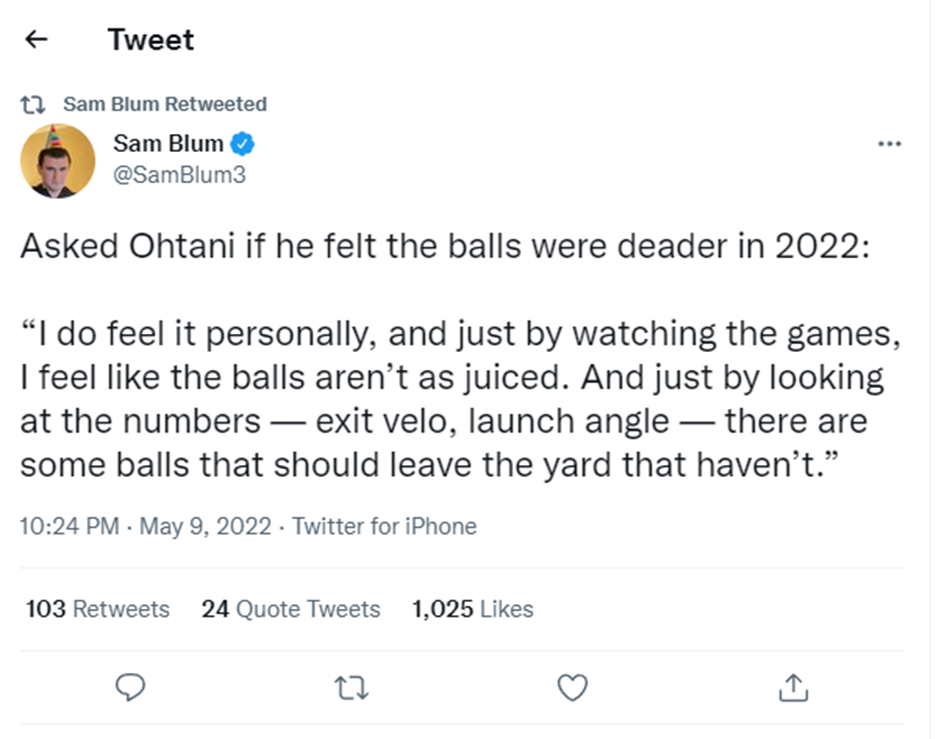 Tweet
Sam Blum Retweeted
Sam Blum
@SamBlum3
Asked Ohtani if he felt the balls were deader in 2022:
“I do feel it personally, and just by watching the games,
I feel like the balls aren’t as juiced. And just by looking
at the numbers — exit velo, launch angle — there are
some balls that should leave the yard that haven’t.”
10:24 PM · May 9, 2022 · Twitter for iPhone
103 Retweets 24 Quote Tweets 1,025 Likes